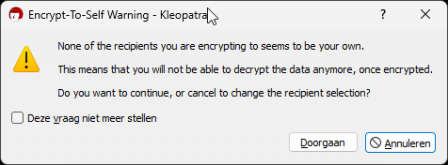 Encrypt-To-Self Warning - Kleopatra
?
None of the recipients you are encrypting to seems to be your own.
This means that you will not be able to decrypt the data anymore, once encrypted.
Do you want to continue, or cancel to change the recipient selection?
Deze vraag niet meer stellen
Doorgaan Annuleren